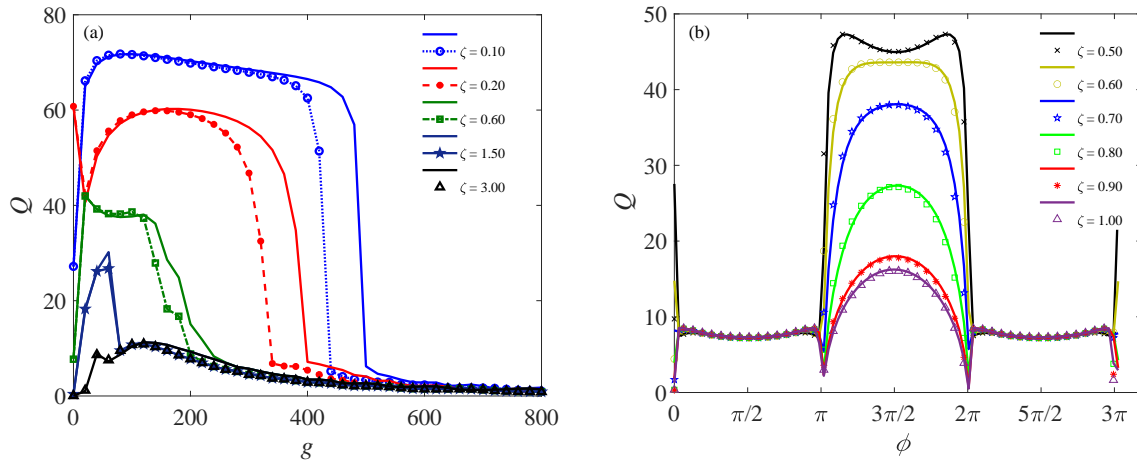 (a)
80
60
40
20
0
Q
0
200
400
600
800
g
ζ = 0.10
ζ = 0.20
ζ = 0.60
ζ = 1.50
ζ = 3.00
(b)
50
40
30
20
10
0
Q
0
π/2
π
3π/2
2π
5π/2
3π
ϕ
ζ = 0.50
ζ = 0.60
ζ = 0.70
ζ = 0.80
ζ = 0.90
ζ = 1.00